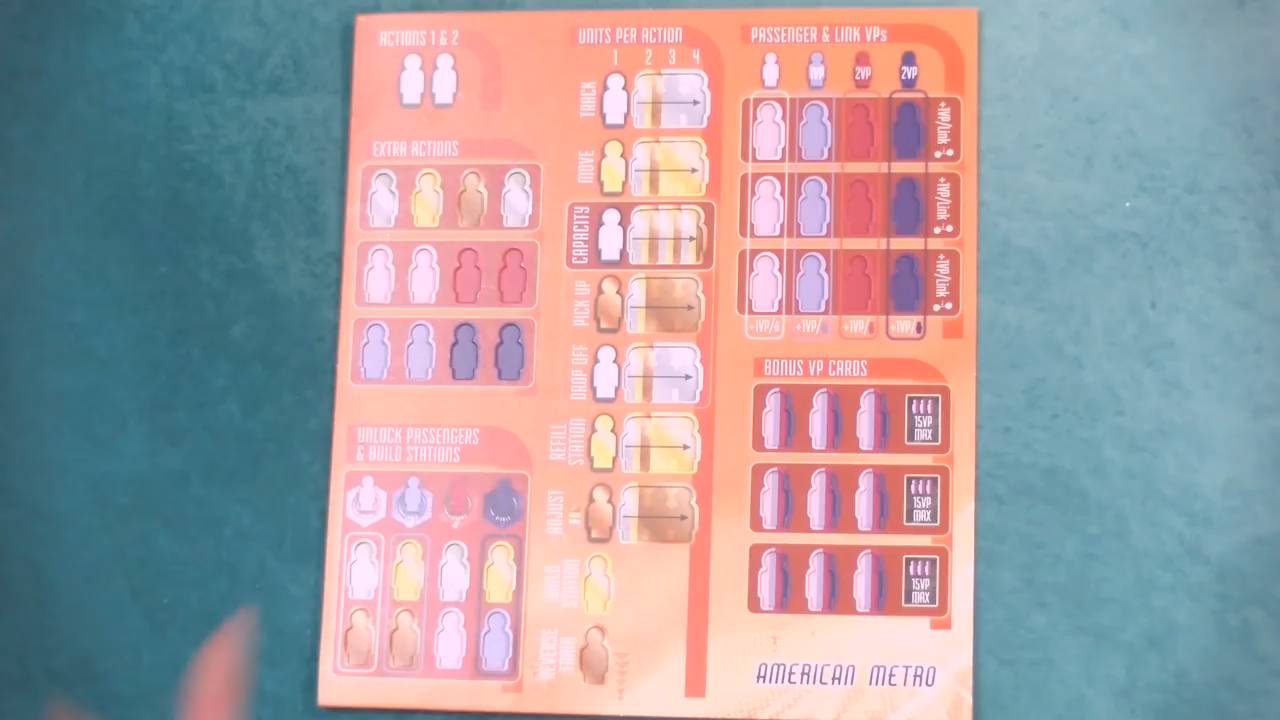 ACTIONS 1 & 2
EXTRA ACTIONS
UNLOCK PASSENGERS
& BUILD STATIONS
UNITS PER ACTION
1 2 3 4
TRACK
MOVE
CAPACITY
PICK UP
DROP OFF
REFILL
STATION
ADJUST
BUILD
STATION
REVERSE
TRAIN
PASSENGER & LINK VPs
1VP 2VP 2VP
+1VP/Link
+1VP/Link
+1VP/Link
+1VP/ +1VP/ +1VP/ +1VP/
BONUS VP CARDS
15VP
MAX
15VP
MAX
15VP
MAX
AMERICAN METRO